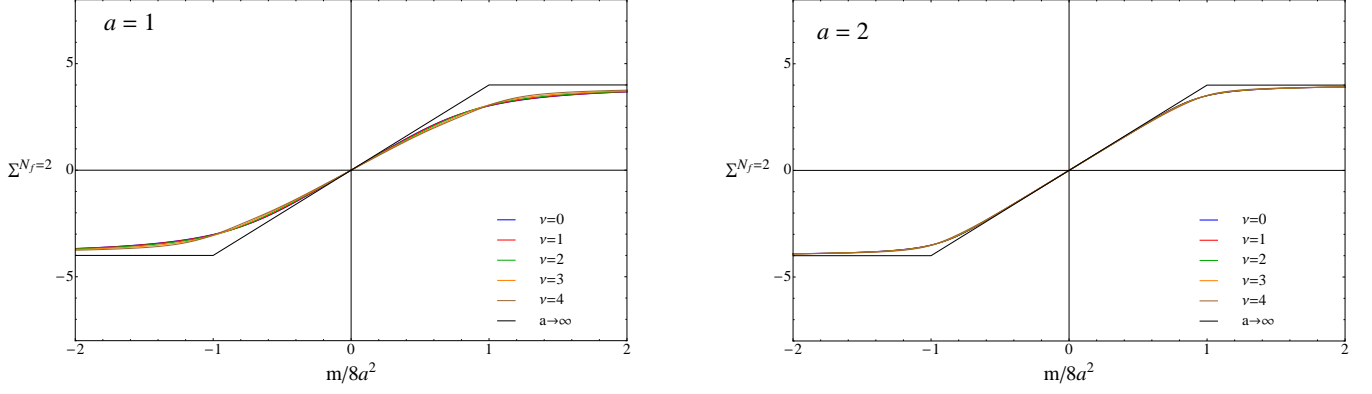 a = 1
5
0
−5
Σ^{N_f=2}
ν=0
ν=1
ν=2
ν=3
ν=4
a→∞
−2 −1 0 1 2
m/8a²
a = 2
5
0
−5
Σ^{N_f=2}
ν=0
ν=1
ν=2
ν=3
ν=4
a→∞
−2 −1 0 1 2
m/8a²